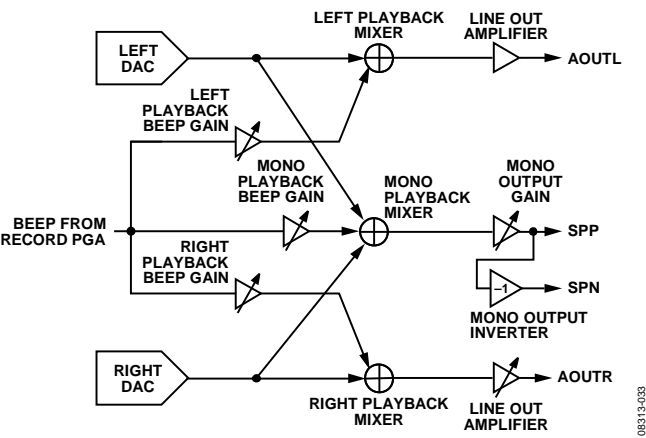 LEFT PLAYBACK
MIXER
LINE OUT
AMPLIFIER
LEFT
DAC
AOUTL
LEFT
PLAYBACK
BEEP GAIN
MONO
PLAYBACK
BEEP GAIN
MONO
PLAYBACK
MIXER
MONO
OUTPUT
GAIN
BEEP FROM
RECORD PGA
SPP
RIGHT
PLAYBACK
BEEP GAIN
–1
SPN
MONO OUTPUT
INVERTER
RIGHT
DAC
AOUTR
RIGHT PLAYBACK
MIXER
LINE OUT
AMPLIFIER
08313-033